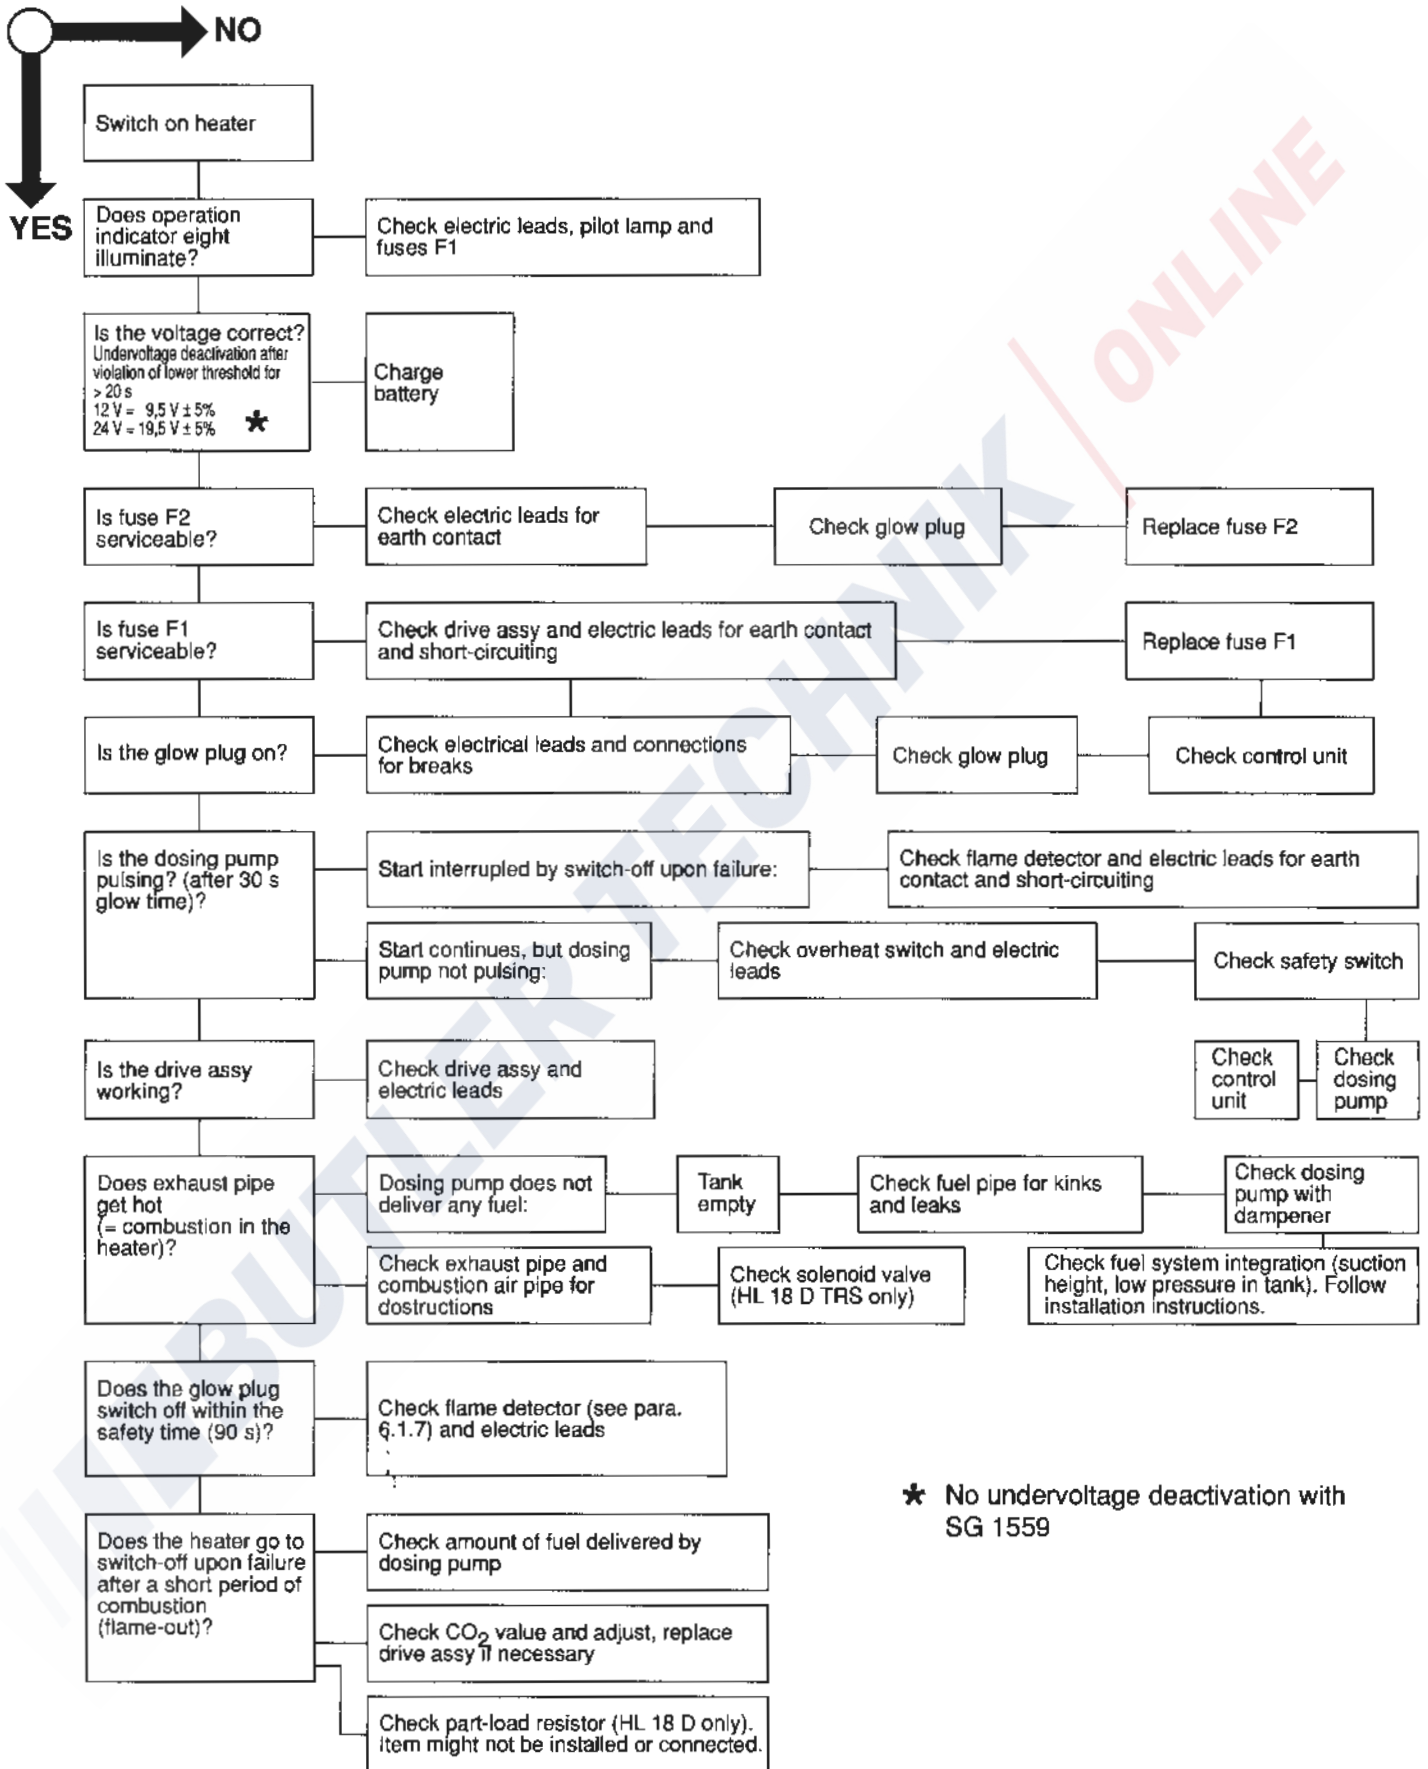 NO
YES
Switch on heater
Does operation
indicator eight
illuminate?
Check electric leads, pilot lamp and
fuses F1
Is the voltage correct?
Undervoltage deactivation after
violation of lower threshold for
> 20 s
12 V = 9,5 V ± 5%
24 V = 19,5 V ± 5% *
Charge
battery
Is fuse F2
serviceable?
Check electric leads for
earth contact
Check glow plug
Replace fuse F2
Is fuse F1
serviceable?
Check drive assy and electric leads for earth contact
and short-circuiting
Replace fuse F1
Is the glow plug on?
Check electrical leads and connections
for breaks
Check glow plug
Check control unit
Is the dosing pump
pulsing? (after 30 s
glow time)?
Start interrupted by switch-off upon failure:
Check flame detector and electric leads for earth
contact and short-circuiting
Start continues, but dosing
pump not pulsing:
Check overheat switch and electric
leads
Check safety switch
Is the drive assy
working?
Check drive assy and
electric leads
Check
control
unit
Check
dosing
pump
Does exhaust pipe
get hot
(= combustion in the
heater)?
Dosing pump does not
deliver any fuel:
Tank
empty
Check fuel pipe for kinks
and leaks
Check dosing
pump with
dampener
Check exhaust pipe and
combustion air pipe for
dostructions
Check solenoid valve
(HL 18 D TRS only)
Check fuel system integration (suction
height, low pressure in tank). Follow
installation instructions.
Does the glow plug
switch off within the
safety time (90 s)?
Check flame detector (see para.
6.1.7) and electric leads
* No undervoltage deactivation with
SG 1559
Does the heater go to
switch-off upon failure
after a short period of
combustion
(flame-out)?
Check amount of fuel delivered by
dosing pump
Check CO2 value and adjust, replace
drive assy if necessary
Check part-load resistor (HL 18 D only).
Item might not be installed or connected.
BUTLER TECHNIK
ONLINE